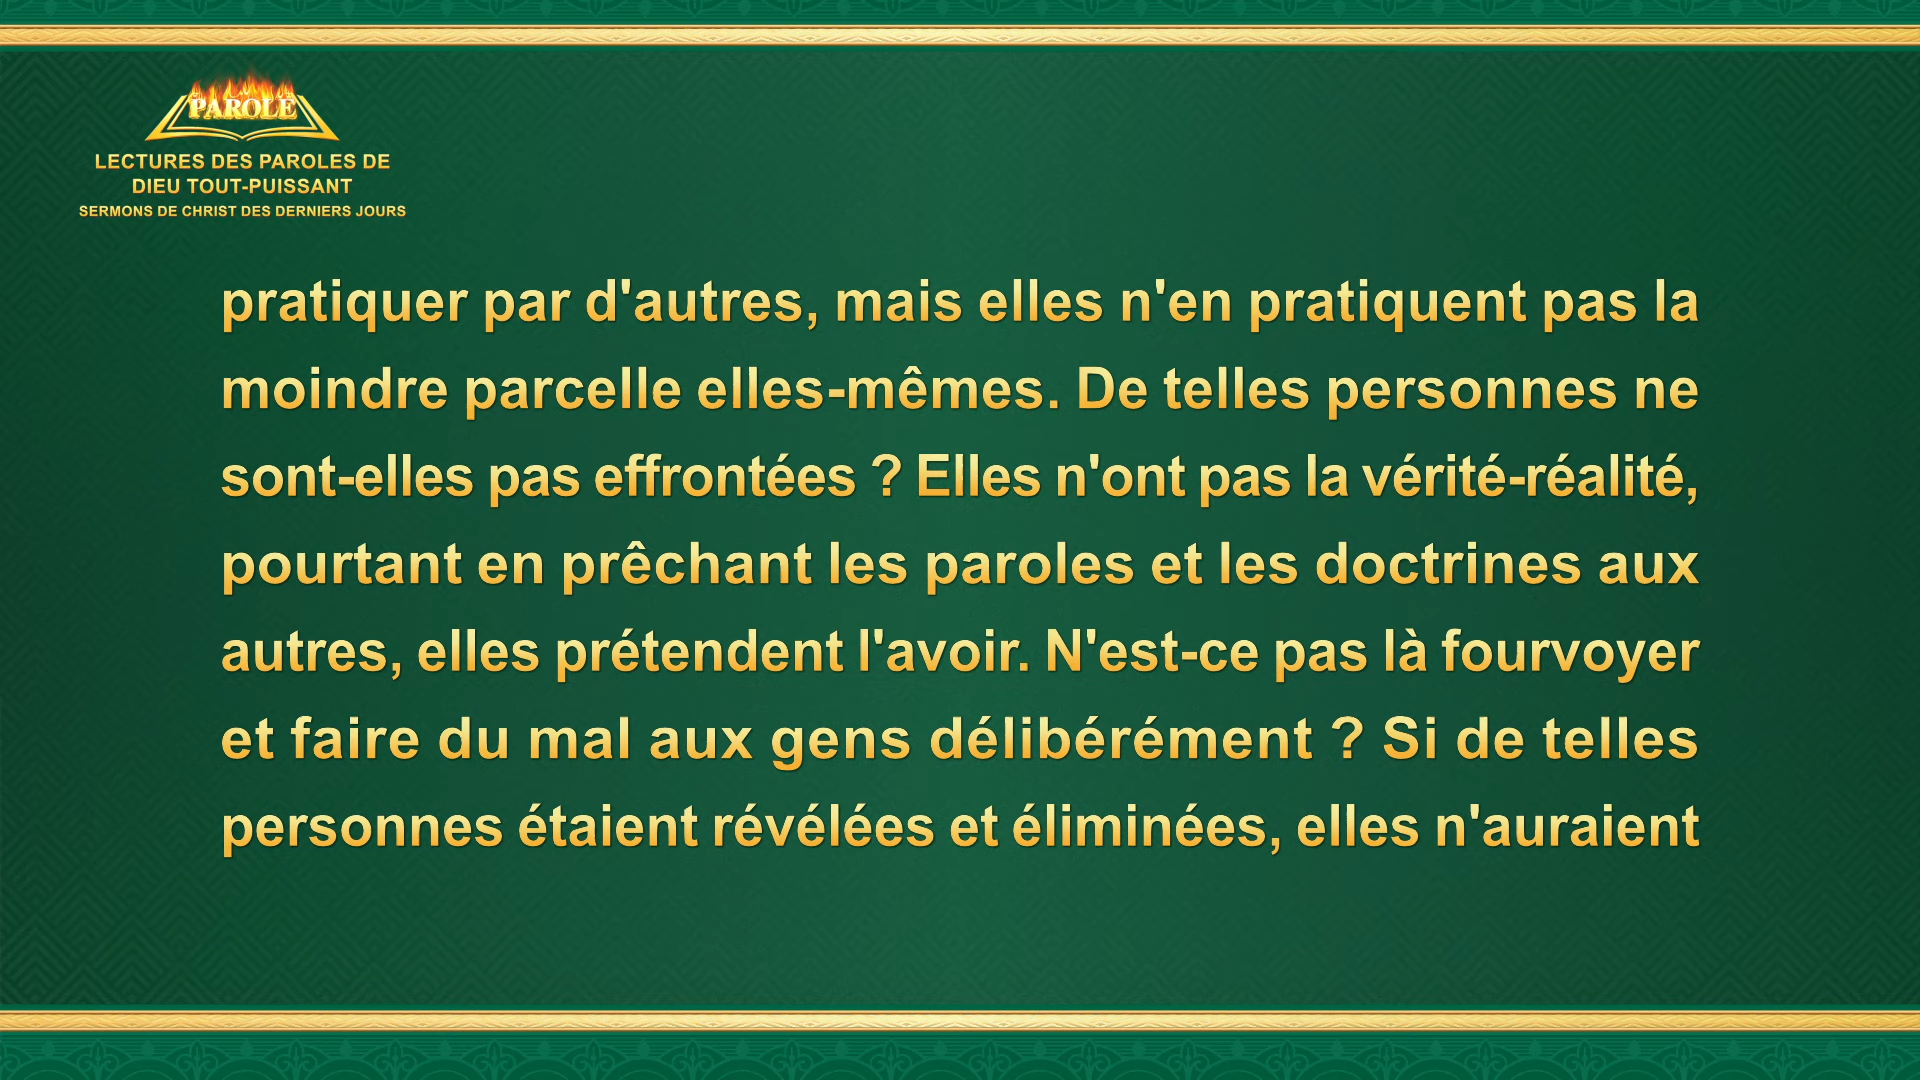 PAROLE
LECTURES DES PAROLES DE
DIEU TOUT-PUISSANT
SERMONS DE CHRIST DES DERNIERS JOURS
pratiquer par d'autres, mais elles n'en pratiquent pas la
moindre parcelle elles-mêmes. De telles personnes ne
sont-elles pas effrontées ? Elles n'ont pas la vérité-réalité,
pourtant en prêchant les paroles et les doctrines aux
autres, elles prétendent l'avoir. N'est-ce pas là fourvoyer
et faire du mal aux gens délibérément ? Si de telles
personnes étaient révélées et éliminées, elles n'auraient